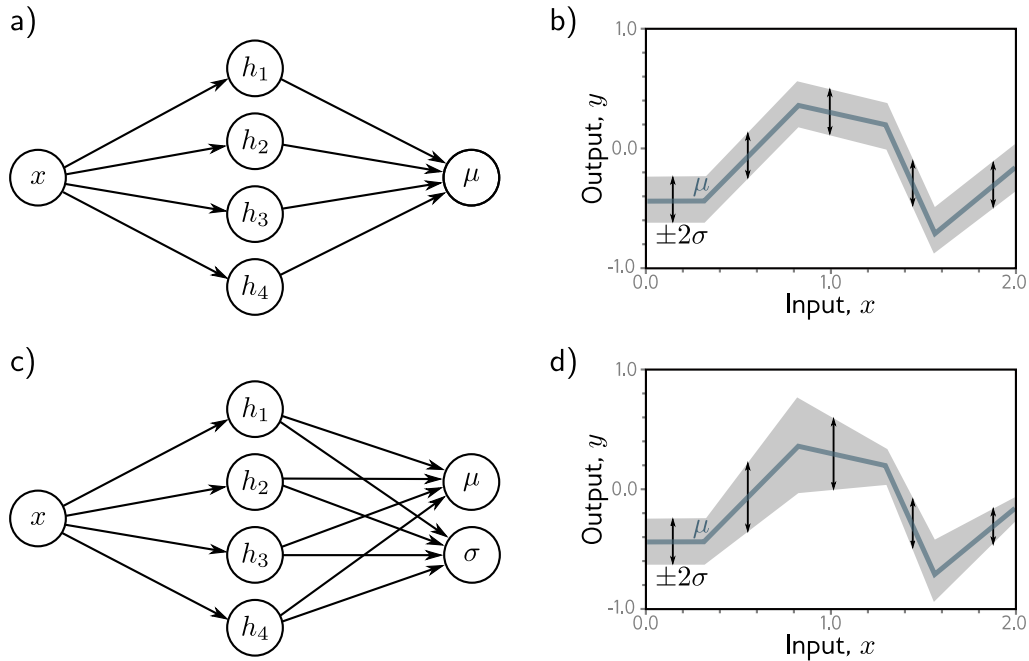 a)
x
h₁
h₂
h₃
h₄
μ
b)
Output, y
1.0
0.0
-1.0
μ
±2σ
0.0
1.0
2.0
Input, x
c)
x
h₁
h₂
h₃
h₄
μ
σ
d)
Output, y
1.0
0.0
-1.0
μ
±2σ
0.0
1.0
2.0
Input, x